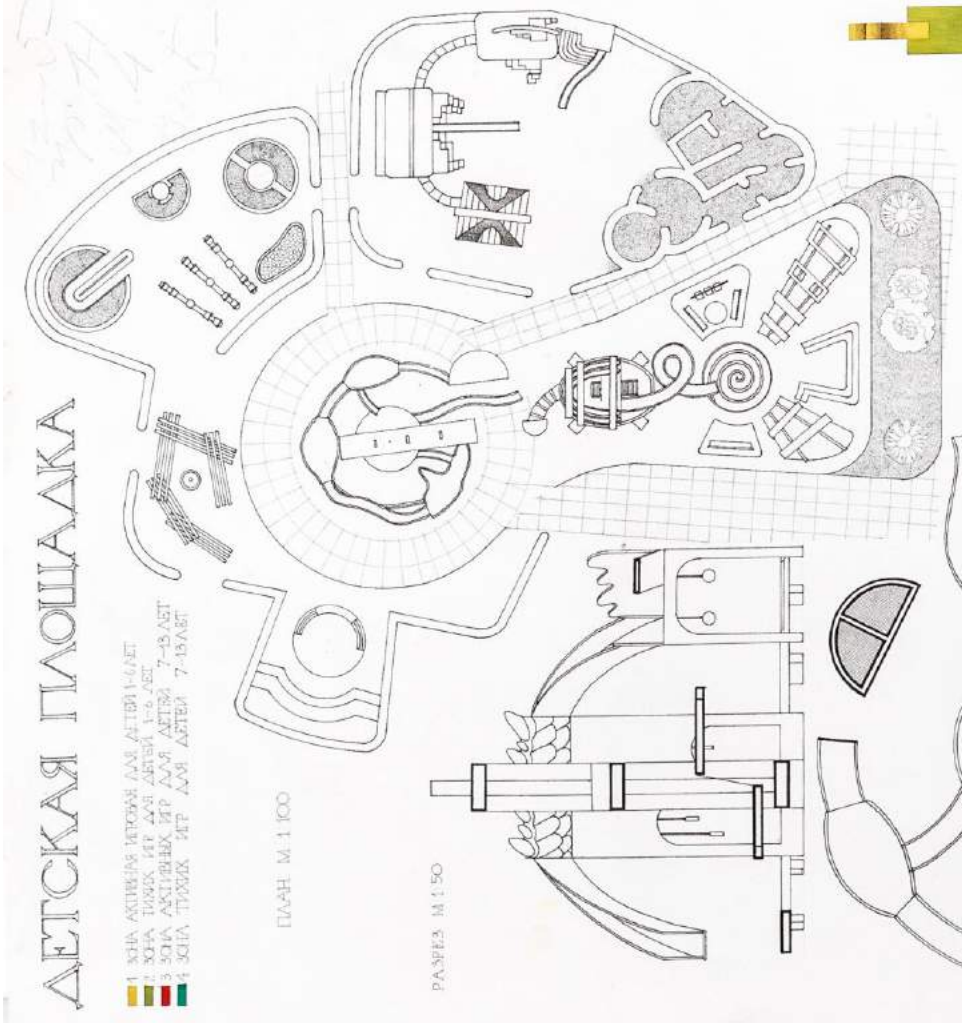 ДЕТСКАЯ ПЛОЩАДКА
1 ЗОНА АКТИВНАЯ ИГРОВАЯ ДЛЯ ДЕТЕЙ 1-6 ЛЕТ
2 ЗОНА ТИХИХ ИГР ДЛЯ ДЕТЕЙ 1-6 ЛЕТ
3 ЗОНА АКТИВНЫХ ИГР ДЛЯ ДЕТЕЙ 7-13 ЛЕТ
4 ЗОНА ТИХИХ ИГР ДЛЯ ДЕТЕЙ 7-13 ЛЕТ
ПЛАН М 1:100
РАЗРЕЗ М 1:50